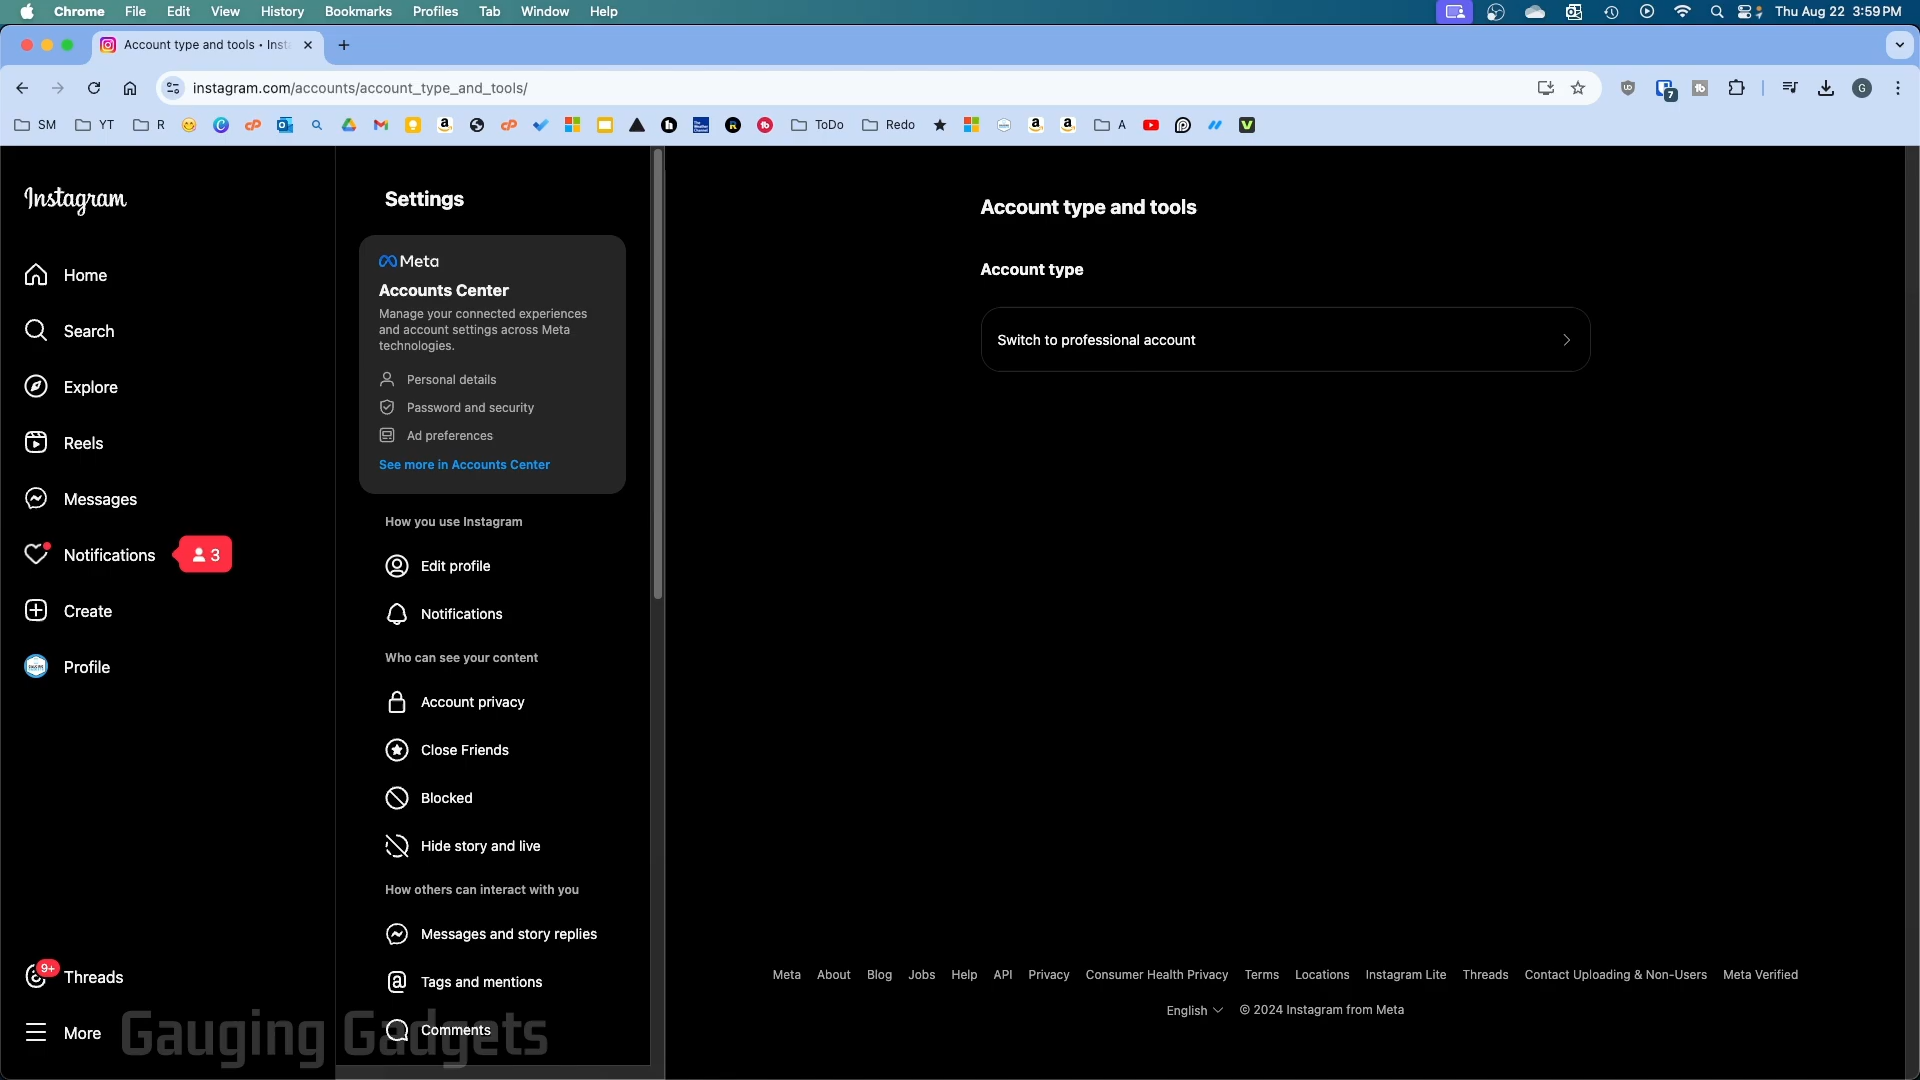 Chrome File Edit View History Bookmarks Profiles Tab Window Help
Thu Aug 22 3:59 PM
Account type and tools • Inst
instagram.com/accounts/account_type_and_tools/
7
G
SM YT R ToDo Redo A
Instagram
Home
Search
Explore
Reels
Messages
Notifications 3
Create
Profile
9+
Threads
More
Settings
Meta
Accounts Center
Manage your connected experiences
and account settings across Meta
technologies.
Personal details
Password and security
Ad preferences
See more in Accounts Center
How you use Instagram
Edit profile
Notifications
Who can see your content
Account privacy
Close Friends
Blocked
Hide story and live
How others can interact with you
Messages and story replies
Tags and mentions
Comments
Account type and tools
Account type
Switch to professional account
Meta About Blog Jobs Help API Privacy Consumer Health Privacy Terms Locations Instagram Lite Threads Contact Uploading & Non-Users Meta Verified
English © 2024 Instagram from Meta
Gauging Gadgets